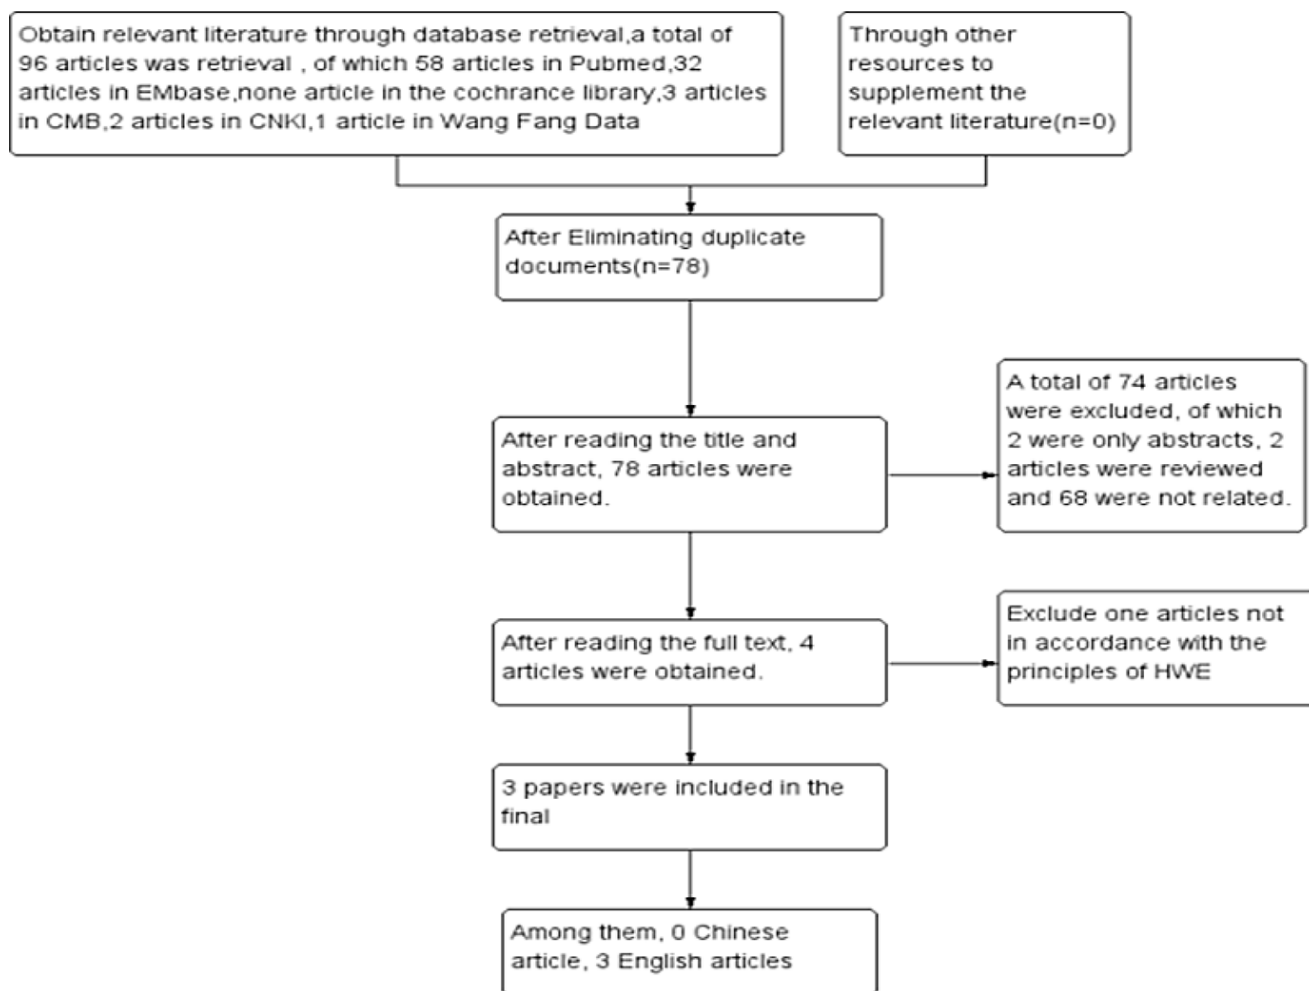 Obtain relevant literature through database retrieval,a total of
96 articles was retrieval , of which 58 articles in Pubmed,32
articles in EMbase,none article in the cochrance library,3 articles
in CMB,2 articles in CNKI,1 article in Wang Fang Data
Through other
resources to
supplement the
relevant literature(n=0)
After Eliminating duplicate
documents(n=78)
After reading the title and
abstract, 78 articles were
obtained.
A total of 74 articles
were excluded, of which
2 were only abstracts, 2
articles were reviewed
and 68 were not related.
After reading the full text, 4
articles were obtained.
Exclude one articles not
in accordance with the
principles of HWE
3 papers were included in the
final
Among them, 0 Chinese
article, 3 English articles